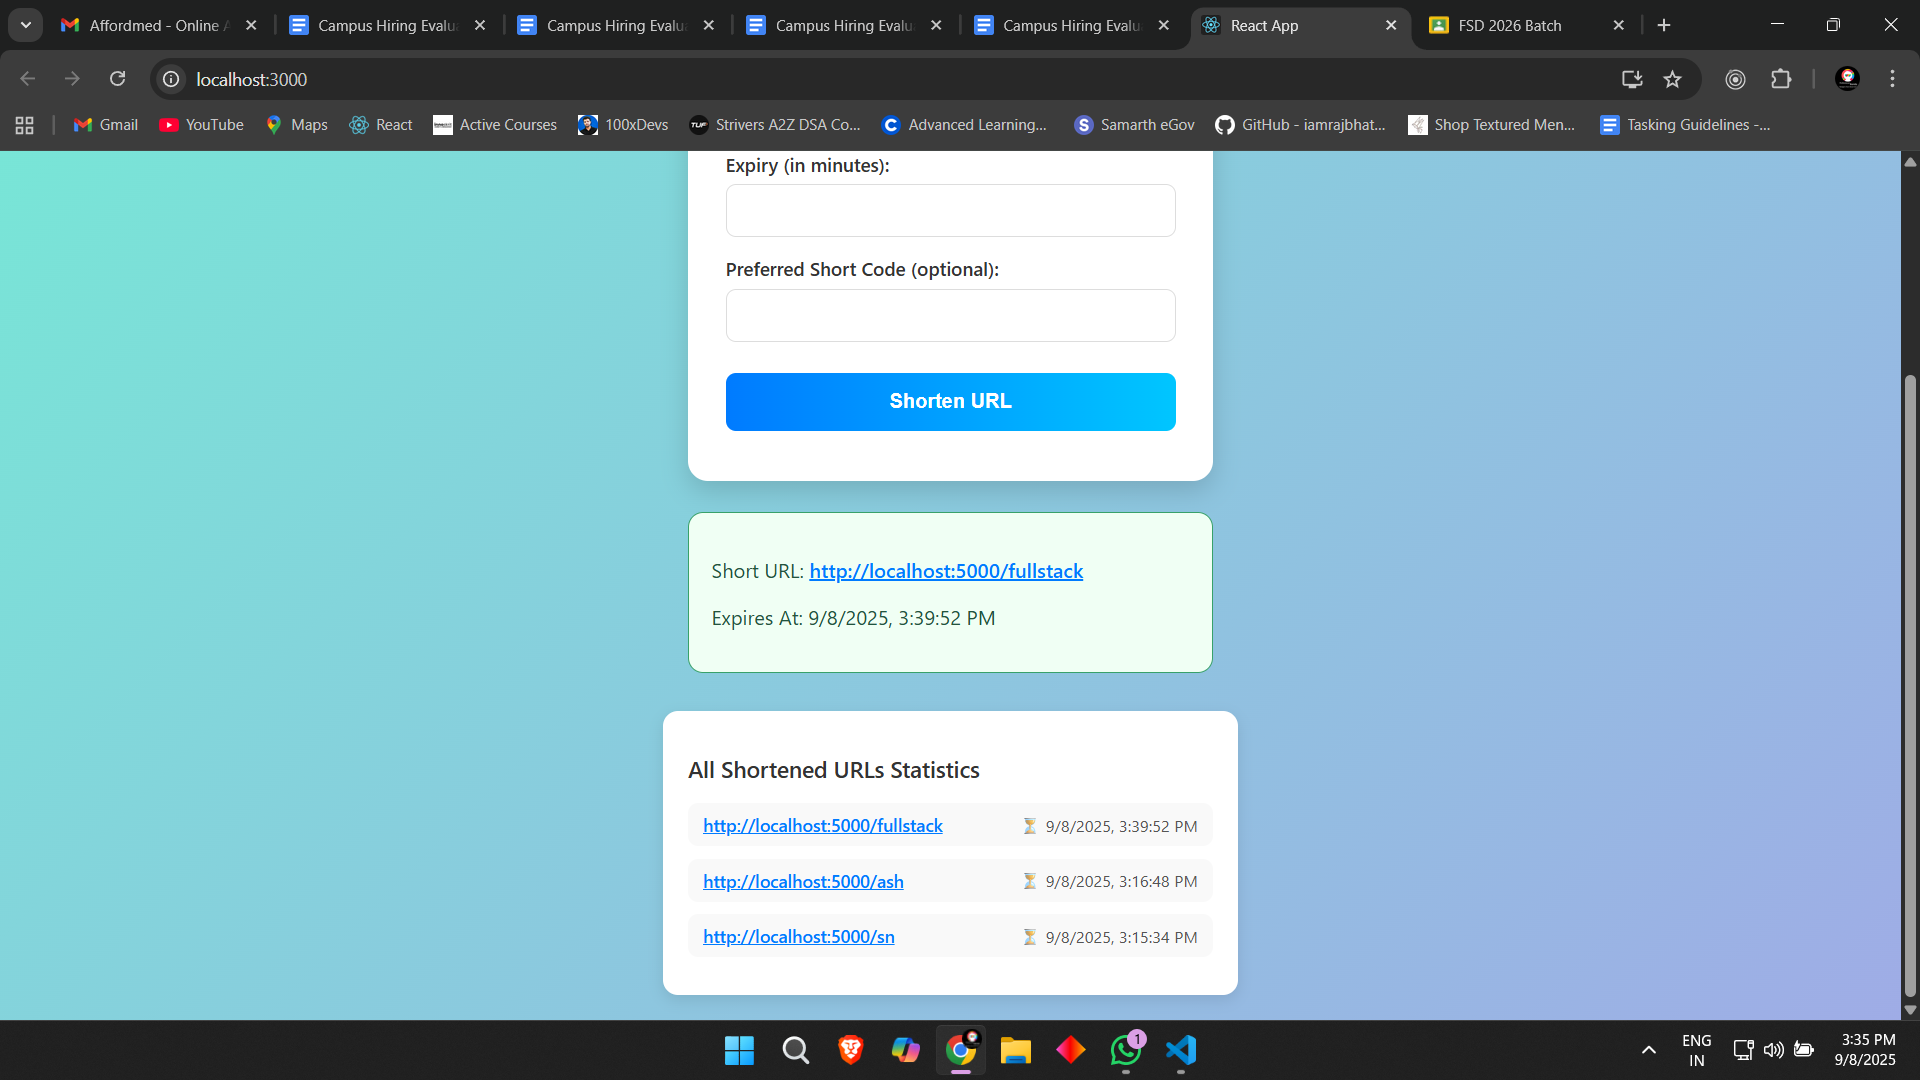 Affordmed - Online A
Campus Hiring Evalua
Campus Hiring Evalua
Campus Hiring Evalua
Campus Hiring Evalua
React App
FSD 2026 Batch
localhost:3000
Gmail
YouTube
Maps
React
Active Courses
100xDevs
TUF
Strivers A2Z DSA Co...
Advanced Learning...
Samarth eGov
GitHub - iamrajbhat...
Shop Textured Men...
Tasking Guidelines -...
Expiry (in minutes):
Preferred Short Code (optional):
Shorten URL
Short URL: http://localhost:5000/fullstack
Expires At: 9/8/2025, 3:39:52 PM
All Shortened URLs Statistics
http://localhost:5000/fullstack ⏳ 9/8/2025, 3:39:52 PM
http://localhost:5000/ash ⏳ 9/8/2025, 3:16:48 PM
http://localhost:5000/sn ⏳ 9/8/2025, 3:15:34 PM
1
ENG
IN
3:35 PM
9/8/2025